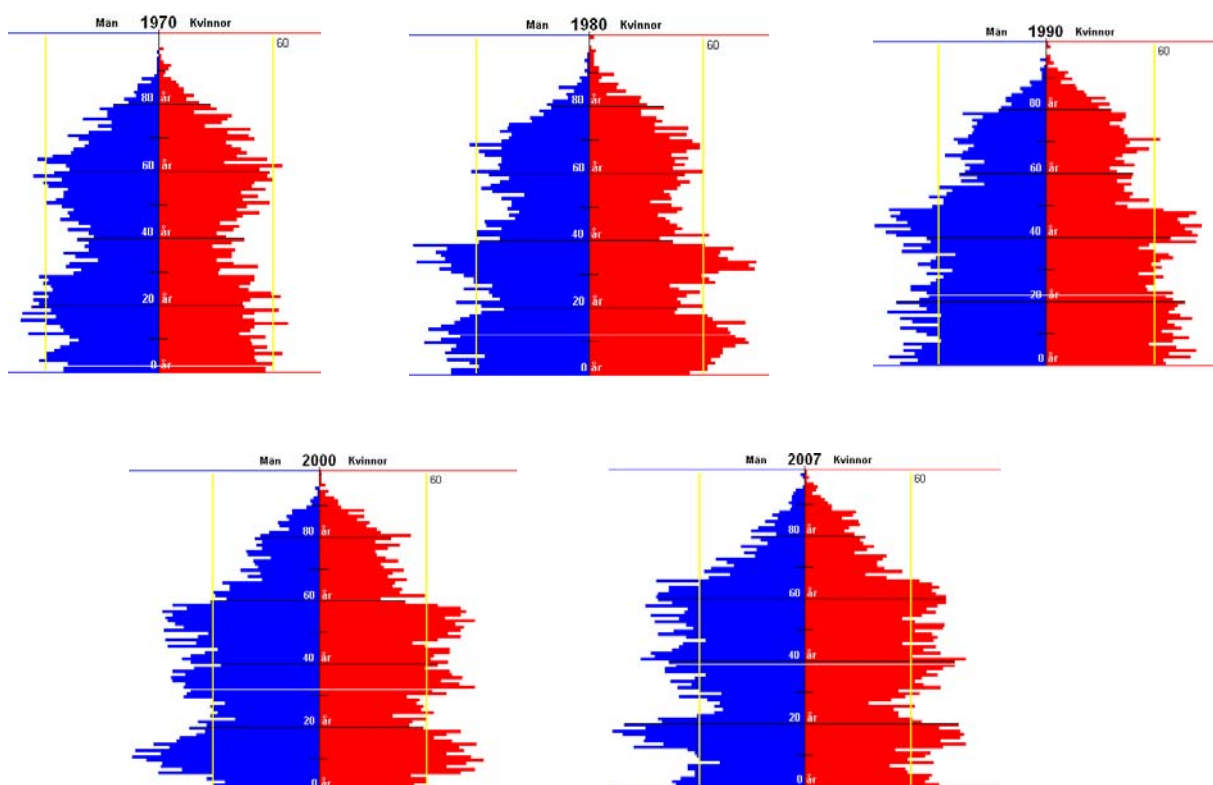 Män 1970 Kvinnor
60
80 år
60 år
40 år
20 år
0 år
Män 1980 Kvinnor
60
80 år
60 år
40 år
20 år
0 år
Män 1990 Kvinnor
60
80 år
60 år
40 år
20 år
0 år
Män 2000 Kvinnor
60
80 år
60 år
40 år
20 år
0 år
Män 2007 Kvinnor
60
80 år
60 år
40 år
20 år
0 år